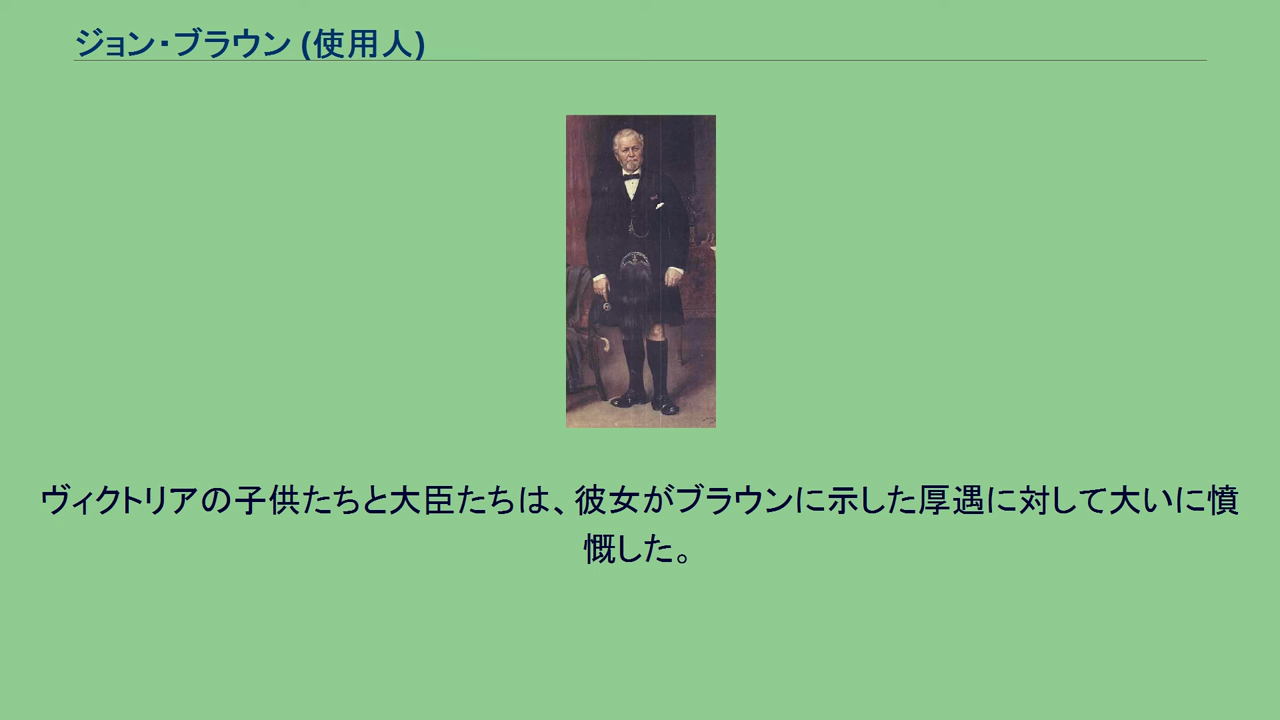 ジョン・ブラウン (使用人)
ヴィクトリアの子供たちと大臣たちは、彼女がブラウンに示した厚遇に対して大いに憤
慨した。